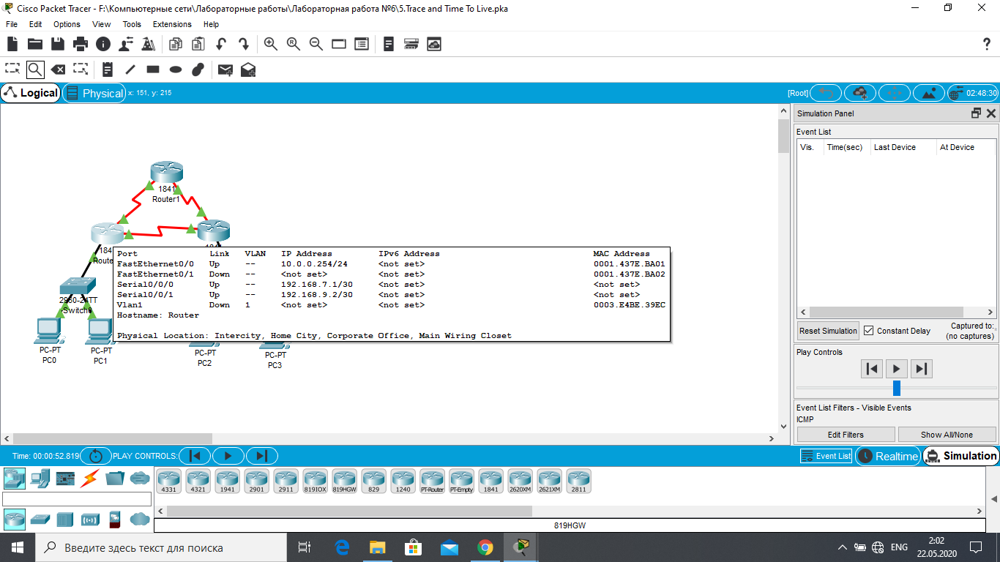 Cisco Packet Tracer - F:\Компьютерные сети\Лабораторные работы\Лабораторная работа №6\5.Trace and Time To Live.pka
File Edit Options View Tools Extensions Help
?
Logical Physical x: 151, y: 215 [Root] 02:48:30
Simulation Panel
Event List
Vis. Time(sec) Last Device At Device
1841
Router1
Port Link VLAN IP Address IPv6 Address MAC Address
FastEthernet0/0 Up -- 10.0.0.254/24 <not set> 0001.437E.BA01
FastEthernet0/1 Down -- <not set> <not set> 0001.437E.BA02
Serial0/0/0 Up -- 192.168.7.1/30 <not set> <not set>
Serial0/0/1 Up -- 192.168.9.2/30 <not set> <not set>
Vlan1 Down 1 <not set> <not set> 0003.E4BE.39EC
Hostname: Router
Physical Location: Intercity, Home City, Corporate Office, Main Wiring Closet
2960-24TT
Switch0
PC-PT
PC0
PC-PT
PC1
PC-PT
PC2
PC-PT
PC3
Reset Simulation Constant Delay Captured to:
(no captures)
Play Controls
Event List Filters - Visible Events
ICMP
Edit Filters Show All/None
Time: 00:00:52.819 PLAY CONTROLS: Event List Realtime Simulation
4331 4321 1941 2901 2911 819IOX 819HGW 829 1240 PT-Router PT-Empty 1841 2620XM 2621XM 2811
819HGW
Введите здесь текст для поиска
ENG
2:02
22.05.2020